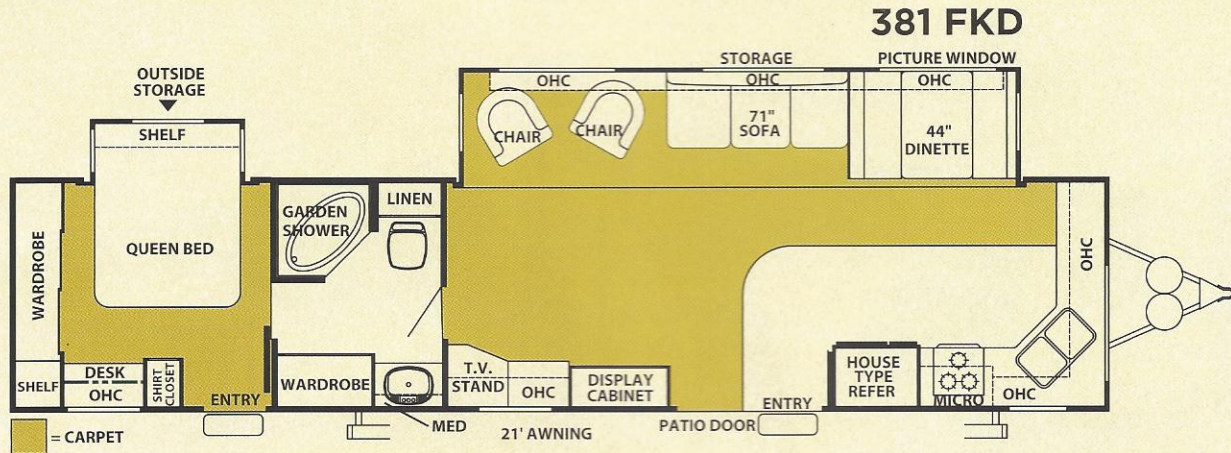 381 FKD
OUTSIDE
STORAGE
STORAGE
PICTURE WINDOW
OHC
OHC
OHC
SHELF
CHAIR
CHAIR
71"
SOFA
44"
DINETTE
WARDROBE
QUEEN BED
GARDEN
SHOWER
LINEN
OHC
SHELF
DESK
OHC
SHIRT
CLOSET
WARDROBE
T.V.
STAND
OHC
DISPLAY
CABINET
HOUSE
TYPE
REFER
MICRO
OHC
ENTRY
ENTRY
MED
PATIO DOOR
21' AWNING
= CARPET